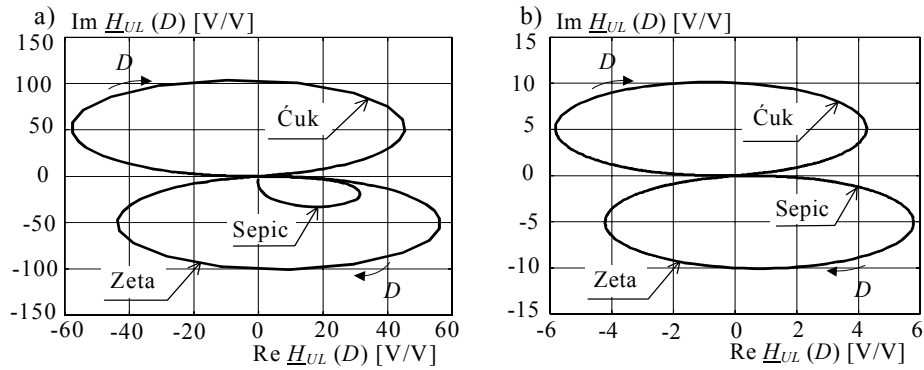 a) Im H_UL (D) [V/V]
150
100
50
0
-50
-100
-150
-60 -40 -20 0 20 40 60
Re H_UL (D) [V/V]
D
Ćuk
Sepic
Zeta
D
b) Im H_UL (D) [V/V]
15
10
5
0
-5
-10
-15
-6 -4 -2 0 2 4 6
Re H_UL (D) [V/V]
D
Ćuk
Sepic
Zeta
D